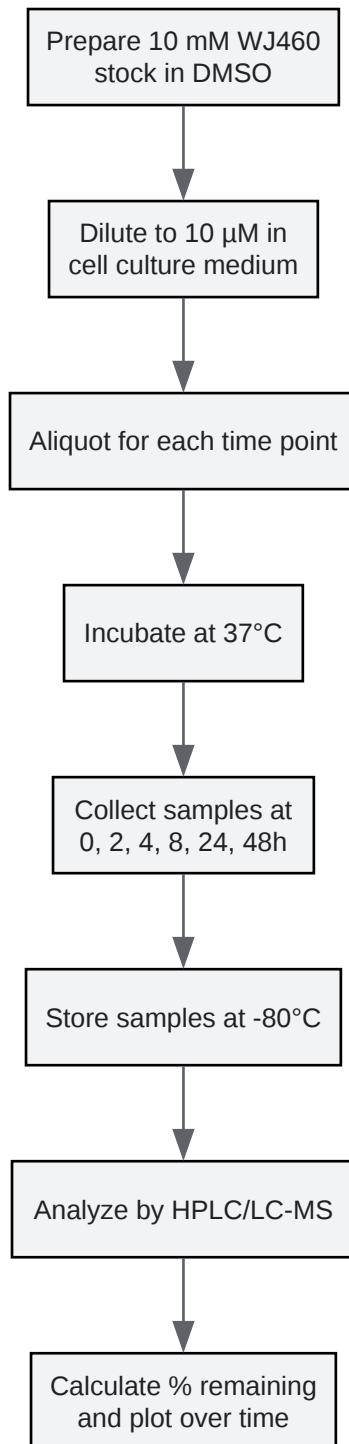 Prepare 10 mM WJ460
stock in DMSO
Dilute to 10 µM in
cell culture medium
Aliquot for each time point
Incubate at 37°C
Collect samples at
0, 2, 4, 8, 24, 48h
Store samples at -80°C
Analyze by HPLC/LC-MS
Calculate % remaining
and plot over time